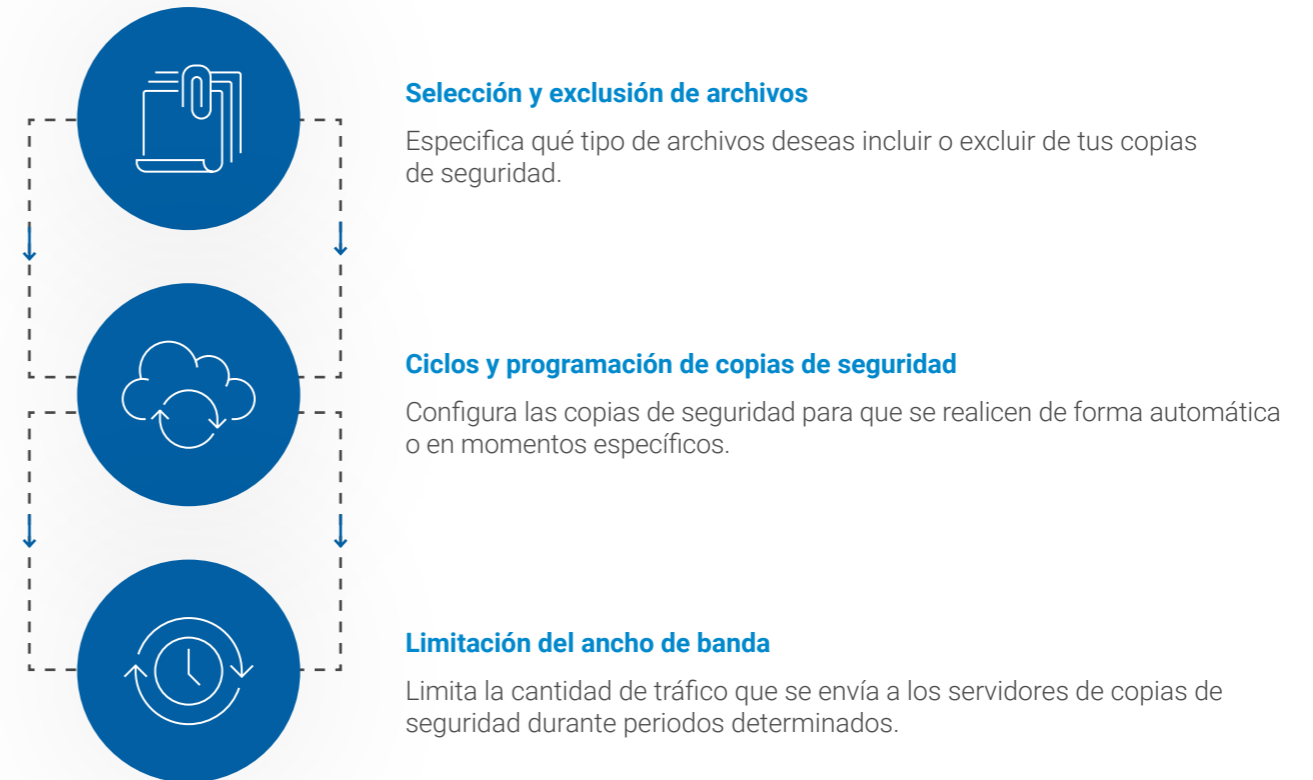 Selección y exclusión de archivos
Especifica qué tipo de archivos deseas incluir o excluir de tus copias
de seguridad.
Ciclos y programación de copias de seguridad
Configura las copias de seguridad para que se realicen de forma automática
o en momentos específicos.
Limitación del ancho de banda
Limita la cantidad de tráfico que se envía a los servidores de copias de
seguridad durante periodos determinados.